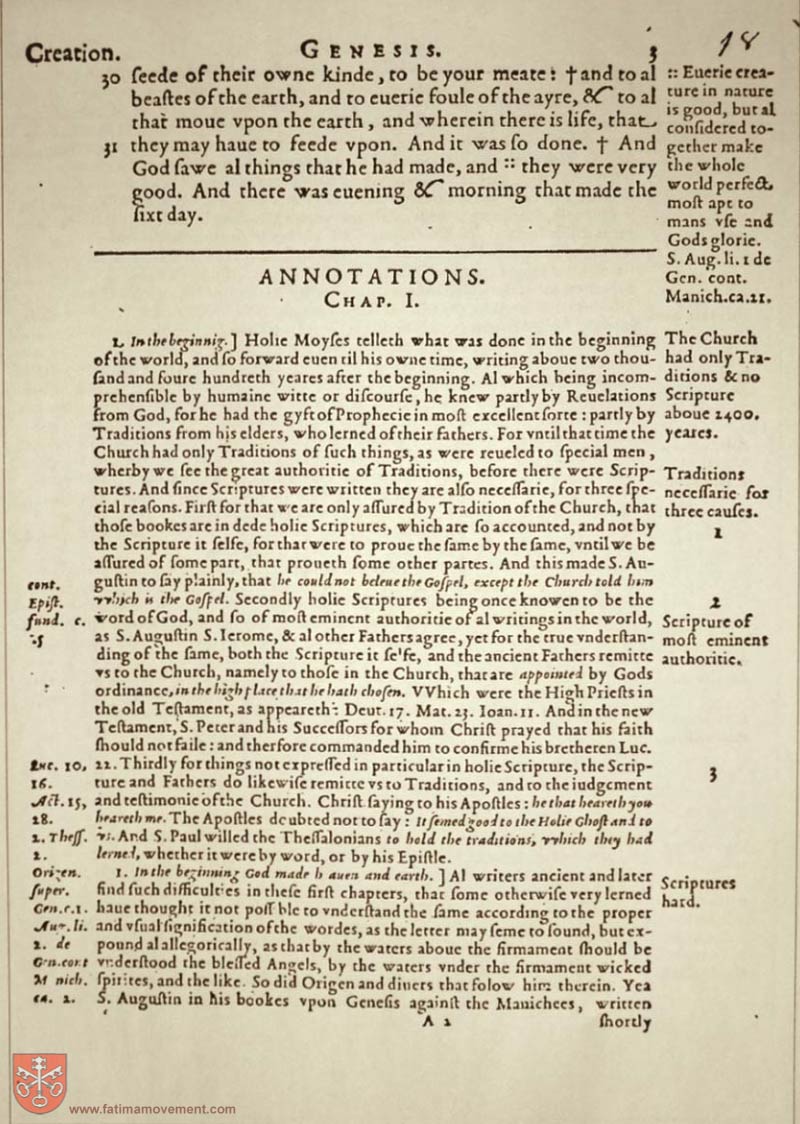 18
Creation. GENESIS. 3
30 ſeede of their owne kinde, to be your meate: † and to al
beaſtes of the earth, and to euerie foule of the ayre, & to al
that moue vpon the earth, and wherein there is life, that
31 they may haue to feede vpon. And it was ſo done. † And
God ſawe al things that he had made, and :: they were very
good. And there was euening & morning that made the
ſixt day.
:: Euerie crea-
ture in nature
is good, but al
conſidered to-
gether make
the whole
world perfect,
moſt apt to
mans vſe and
Gods glorie.
S. Aug. li. 1 de
Gen. cont.
Manich. ca. 21.
ANNOTATIONS.
CHAP. I.
1. In the beginnig.] Holie Moyſes telleth what was done in the beginning
of the world, and ſo forward euen til his owne time, writing aboue two thou-
ſand and foure hundreth yeares after the beginning. Al which being incom-
prehenſible by humaine witte or diſcourſe, he knew partly by Reuelations
from God, for he had the gyft of Prophecie in moſt excellent ſorte: partly by
Traditions from his elders, who lerned of their fathers. For vntil that time the
Church had only Traditions of ſuch things, as were reueled to ſpecial men,
wherby we ſee the great authoritie of Traditions, before there were Scrip-
tures. And ſince Scriptures were written they are alſo neceſſarie, for three ſpe-
cial reaſons. Firſt for that we are only aſſured by Tradition of the Church, that
thoſe bookes are in dede holie Scriptures, which are ſo accounted, and not by
the Scripture it ſelfe, for that were to proue the ſame by the ſame, vntil we be
aſſured of ſome part, that proueth ſome other partes. And this made S. Au-
guſtin to ſay plainly, that he could not beleue the Goſpel, except the Church told him
vvhich is the Goſpel. Secondly holie Scriptures being once knowen to be the
word of God, and ſo of moſt eminent authoritie of al writings in the world,
as S. Auguſtin S. Ierome, & al other Fathers agree, yet for the true vnderſtan-
ding of the ſame, both the Scripture it ſelfe, and the ancient Fathers remitte
vs to the Church, namely to thoſe in the Church, that are appointed by Gods
ordinance, in the high place that he hath choſen. VVhich were the High Prieſts in
the old Teſtament, as appeareth: Deut. 17. Mat. 23. Ioan. 11. And in the new
Teſtament, S. Peter and his Succeſſors for whom Chriſt prayed that his faith
ſhould not faile: and therfore commanded him to confirme his bretheren Luc.
22. Thirdly for things not expreſſed in particular in holie Scripture, the Scrip-
ture and Fathers do likewiſe remitte vs to Traditions, and to the iudgement
and teſtimonie of the Church. Chriſt ſaying to his Apoſtles: he that heareth you
heareth me. The Apoſtles doubted not to ſay: It ſemed good to the Holie Ghoſt and to
vs. And S. Paul willed the Theſſalonians to hold the traditions, vvhich they had
lerned, whether it were by word, or by his Epiſtle.
1. In the beginning God made heauen and earth.] Al writers ancient and later
find ſuch difficulties in theſe firſt chapters, that ſome otherwiſe very lerned
haue thought it not poſſible to vnderſtand the ſame according to the proper
and vſual ſignification of the wordes, as the letter may ſeme to ſound, but ex-
pound al allegorically, as that by the waters aboue the firmament ſhould be
vnderſtood the bleſſed Angels, by the waters vnder the firmament wicked
ſpirites, and the like. So did Origen and diuers that folow him therein. Yea
S. Auguſtin in his bookes vpon Geneſis againſt the Manichees, written
A 2 ſhortly
The Church
had only Tra-
ditions & no
Scripture
aboue 2400.
yeares.
Traditions
neceſſarie for
three cauſes.
1
2
Scripture of
moſt eminent
authoritie.
3
Scriptures
hard.
cont.
Epiſt.
fund. c.
5
Luc. 10,
16.
Act. 15,
28.
2. Theſſ.
2.
Origen.
ſuper.
Gen. c. 1.
Au. li.
1. de
Gen. cont
Manich.
ca. 2.
www.fatimamovement.com